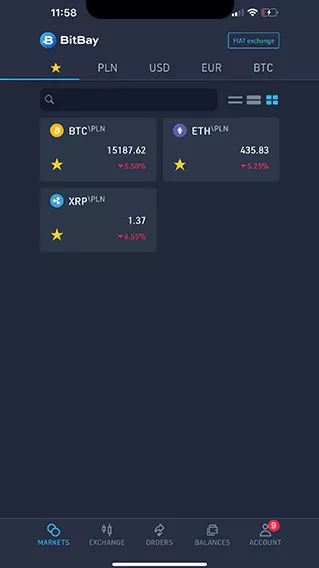 11:58
BitBay
FIAT exchange
PLN USD EUR BTC
BTC\PLN
15187.62
5.50%
ETH\PLN
435.83
5.25%
XRP\PLN
1.37
6.55%
9
MARKETS EXCHANGE ORDERS BALANCES ACCOUNT